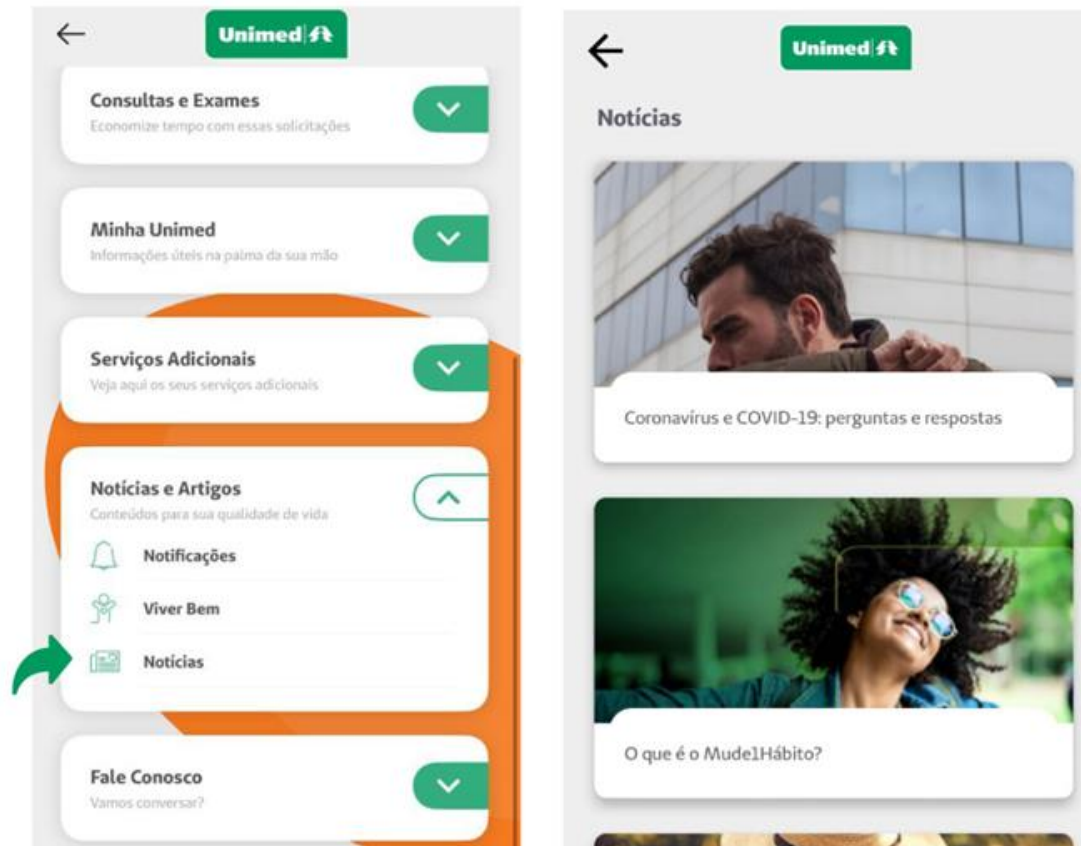 Unimed
Consultas e Exames
Economize tempo com essas solicitações
Minha Unimed
Informações úteis na palma da sua mão
Serviços Adicionais
Veja aqui os seus serviços adicionais
Notícias e Artigos
Conteúdos para sua qualidade de vida
Notificações
Viver Bem
Notícias
Fale Conosco
Vamos conversar?
Unimed
Notícias
Coronavírus e COVID-19: perguntas e respostas
O que é o Mude1Hábito?